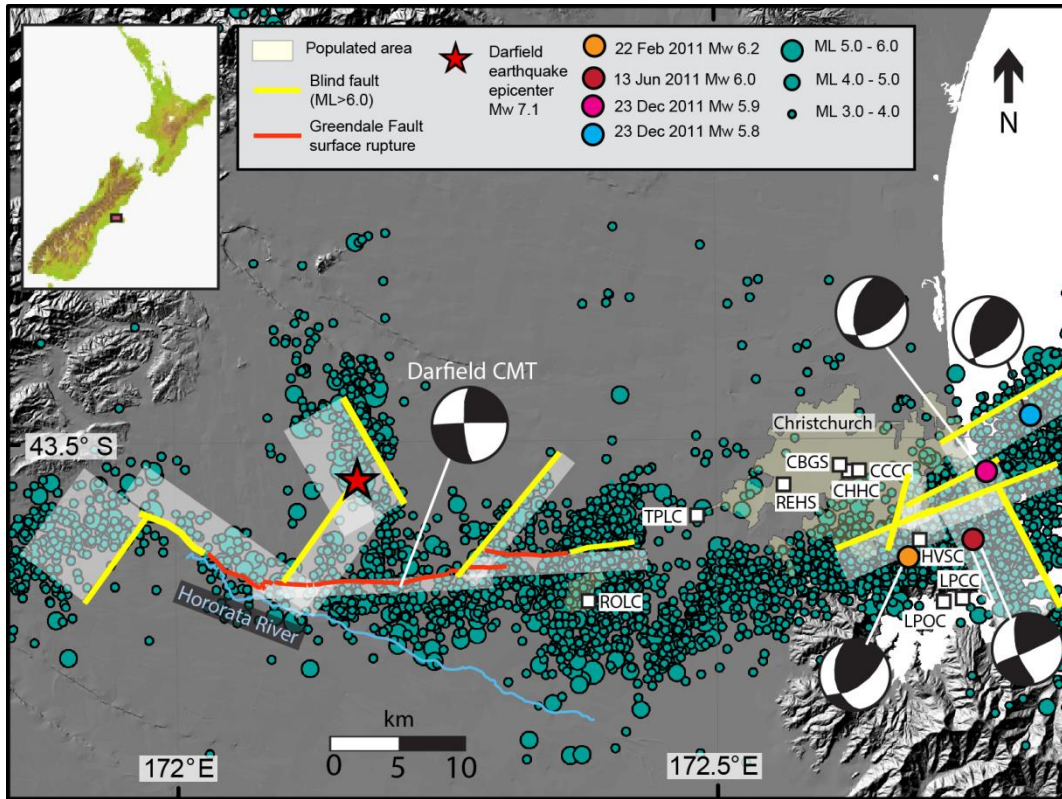 Populated area
Blind fault
(ML>6.0)
Greendale Fault
surface rupture
Darfield
earthquake
epicenter
Mw 7.1
22 Feb 2011 Mw 6.2
13 Jun 2011 Mw 6.0
23 Dec 2011 Mw 5.9
23 Dec 2011 Mw 5.8
ML 5.0 - 6.0
ML 4.0 - 5.0
ML 3.0 - 4.0
N
Darfield CMT
43.5° S
Christchurch
CBGS
CCCC
CHHC
REHS
TPLC
HVSC
LPCC
LPOC
ROLC
Hororata River
km
0 5 10
172°E
172.5°E